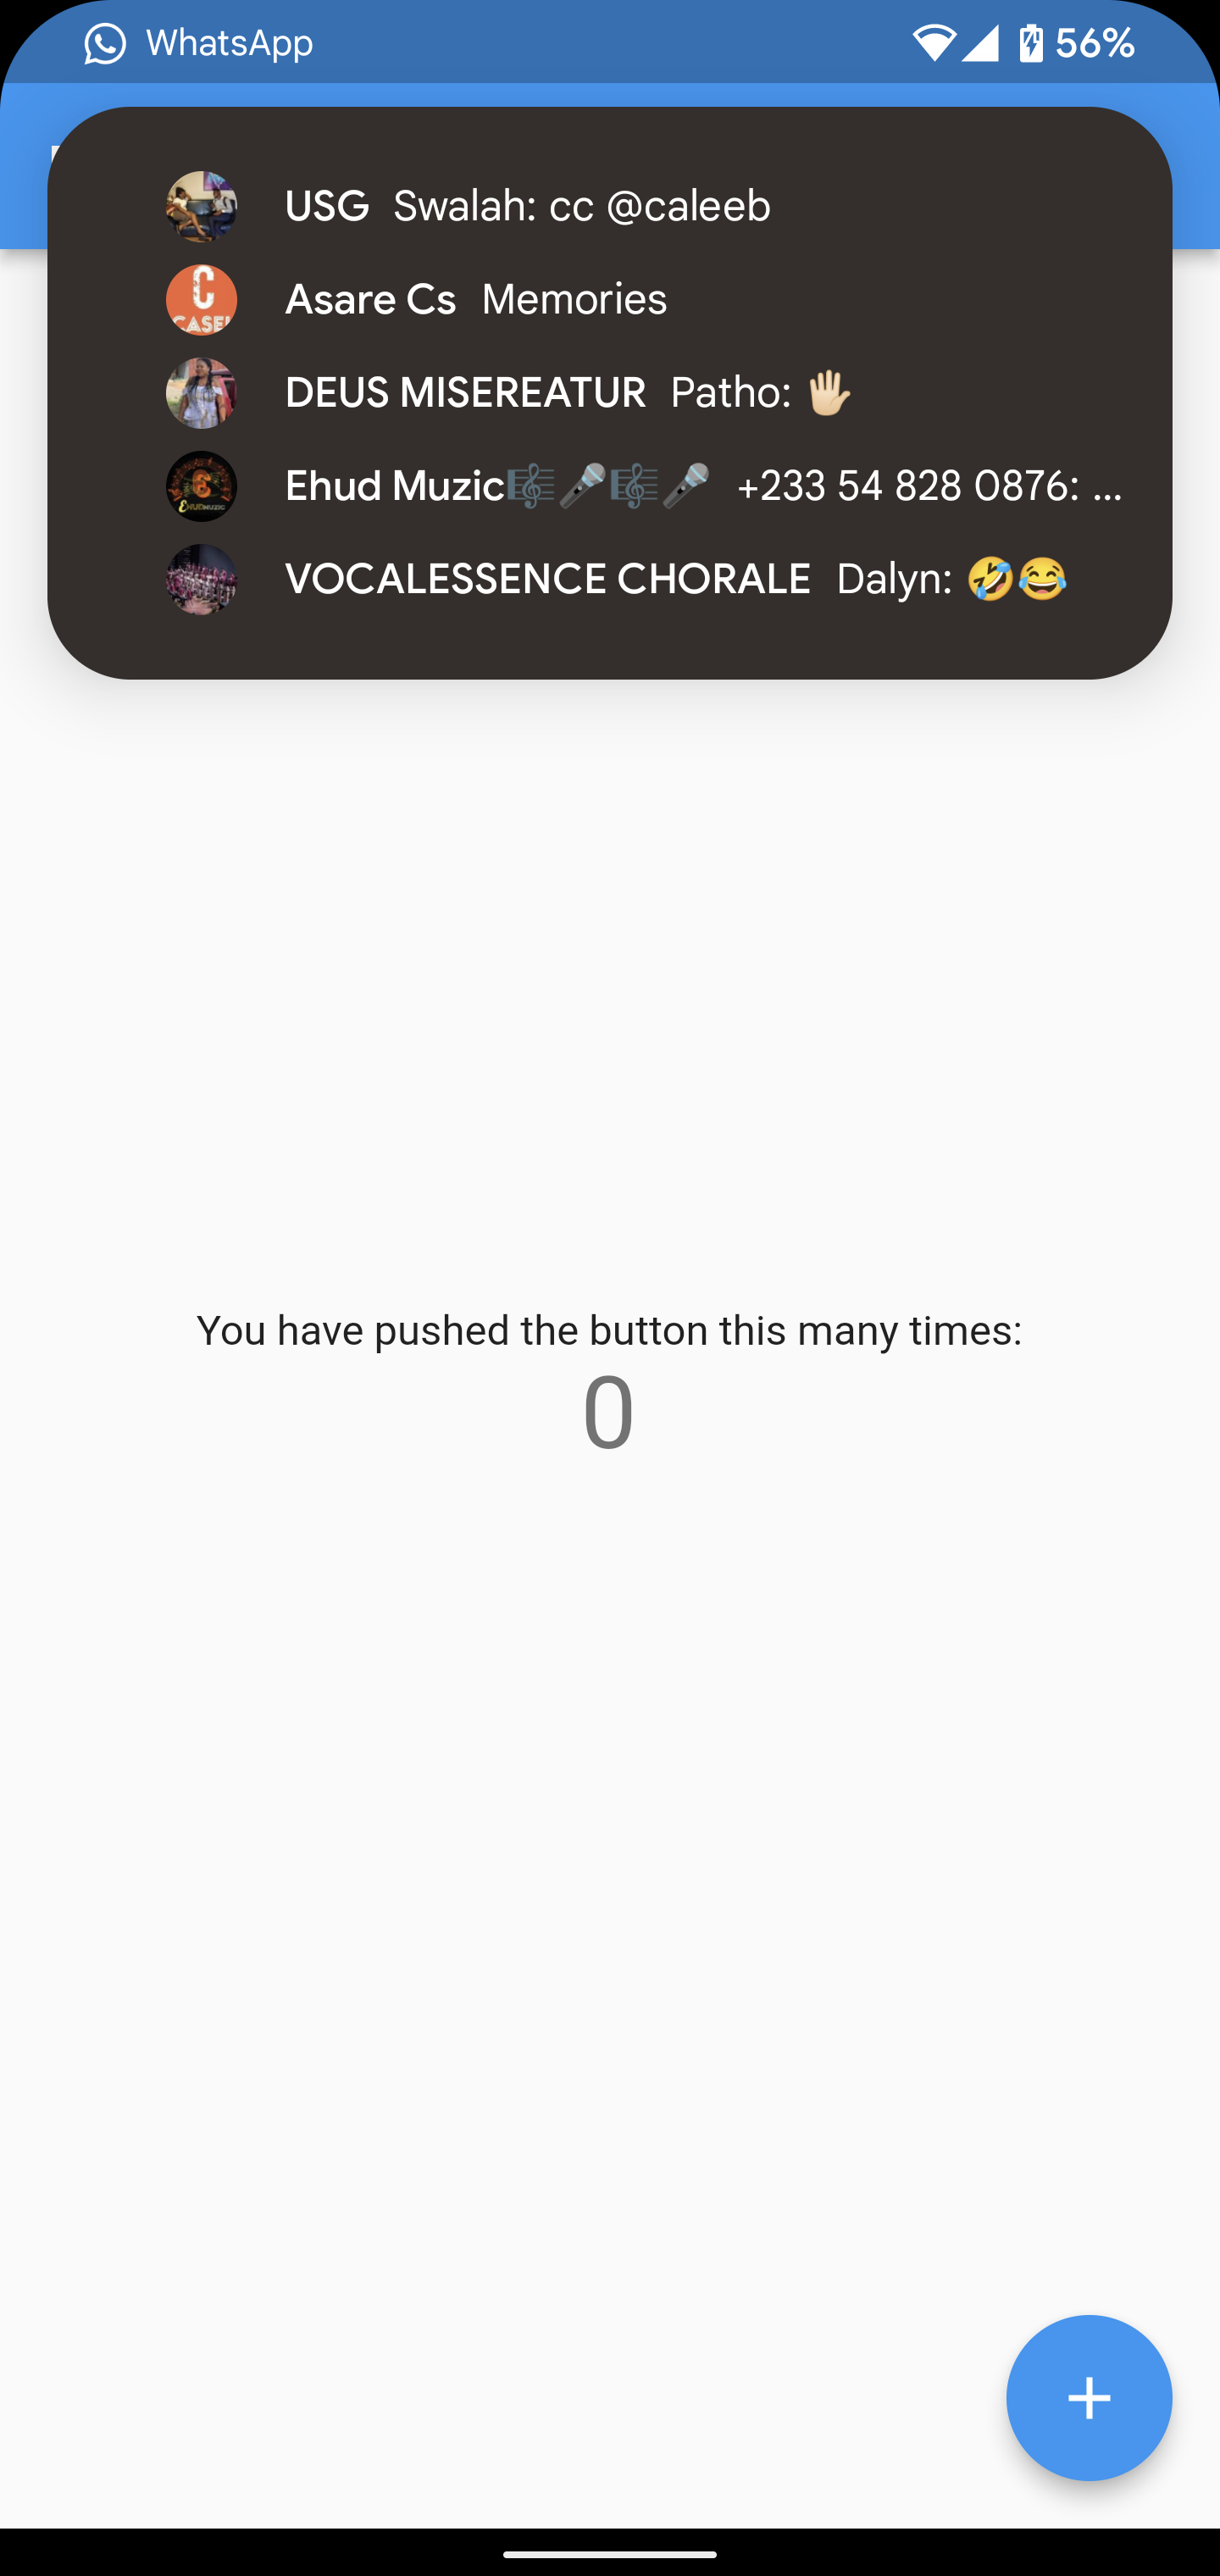 WhatsApp 56%
USG Swalah: cc @caleeb
Asare Cs Memories
DEUS MISEREATUR Patho: 🖐🏼
Ehud Muzic🎼🎤🎼🎤 +233 54 828 0876: ...
VOCALESSENCE CHORALE Dalyn: 🤣😂
You have pushed the button this many times:
0